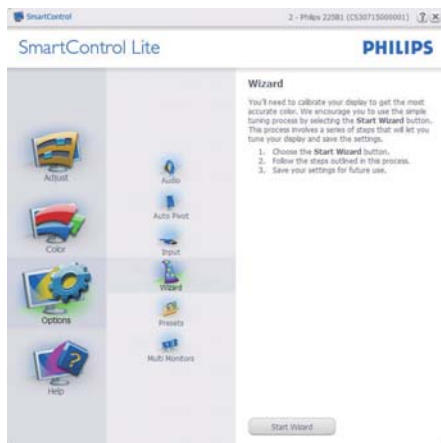 SmartControl
2 - Philips 225B1 (CS30715000001)
SmartControl Lite
PHILIPS
Adjust
Color
Options
Help
Audio
Auto Pivot
Input
Wizard
Presets
Multi Monitors
Wizard
You'll need to calibrate your display to get the most
accurate color. We encourage you to use the simple
tuning process by selecting the Start Wizard button.
This process involves a series of steps that will let you
tune your display and save the settings.
1. Choose the Start Wizard button.
2. Follow the steps outlined in this process.
3. Save your settings for future use.
Start Wizard